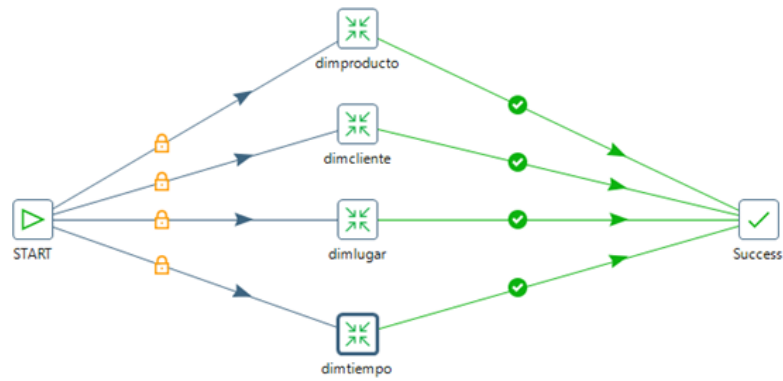 dimproducto
dimcliente
START
dimlugar
Success
dimtiempo